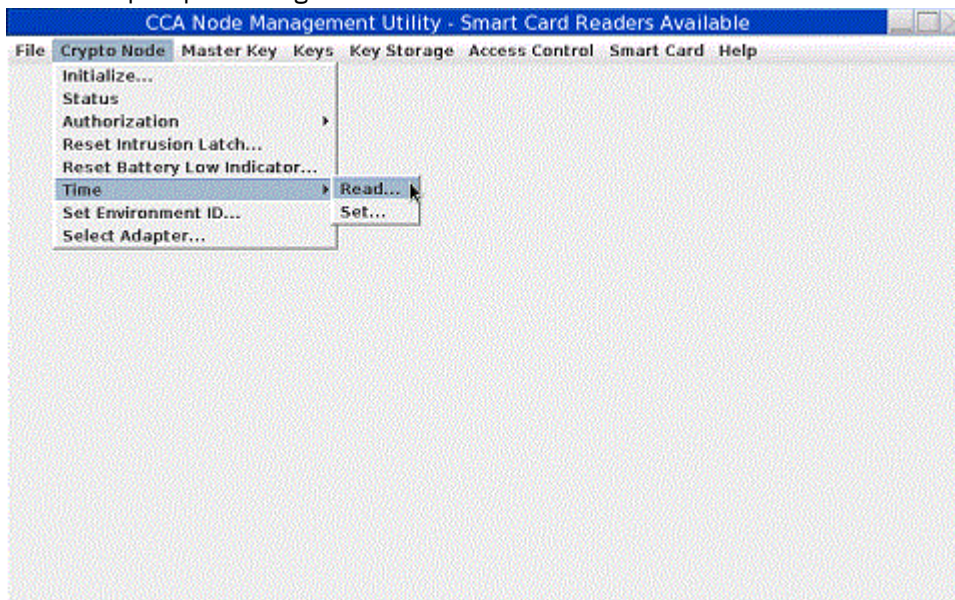 CCA Node Management Utility - Smart Card Readers Available
File Crypto Node Master Key Keys Key Storage Access Control Smart Card Help
Initialize...
Status
Authorization
Reset Intrusion Latch...
Reset Battery Low Indicator...
Time Read...
Set Environment ID... Set...
Select Adapter...